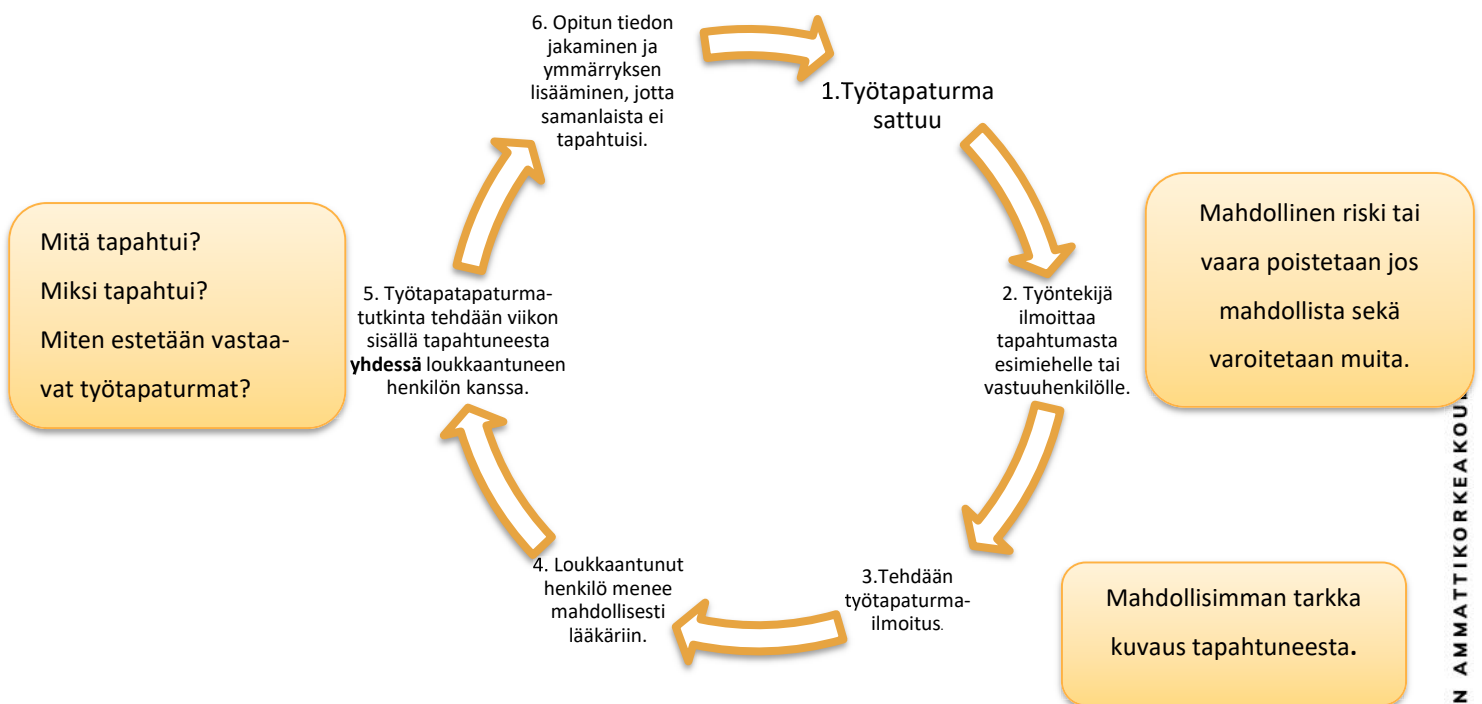 6. Opitun tiedon
jakaminen ja
ymmärryksen
lisääminen, jotta
samanlaista ei
tapahtuisi.
1.Työtapaturma
sattuu
Mahdollinen riski tai
vaara poistetaan jos
mahdollista sekä
varoitetaan muita.
2. Työntekijä
ilmoittaa
tapahtumasta
esimiehelle tai
vastuuhenkilölle.
3.Tehdään
työtapaturma-
ilmoitus.
Mahdollisimman tarkka
kuvaus tapahtuneesta.
4. Loukkaantunut
henkilö menee
mahdollisesti
lääkäriin.
5. Työtapatapaturma-
tutkinta tehdään viikon
sisällä tapahtuneesta
yhdessä loukkaantuneen
henkilön kanssa.
Mitä tapahtui?
Miksi tapahtui?
Miten estetään vastaa-
vat työtapaturmat?
N AMMATTIKORKEAKOU